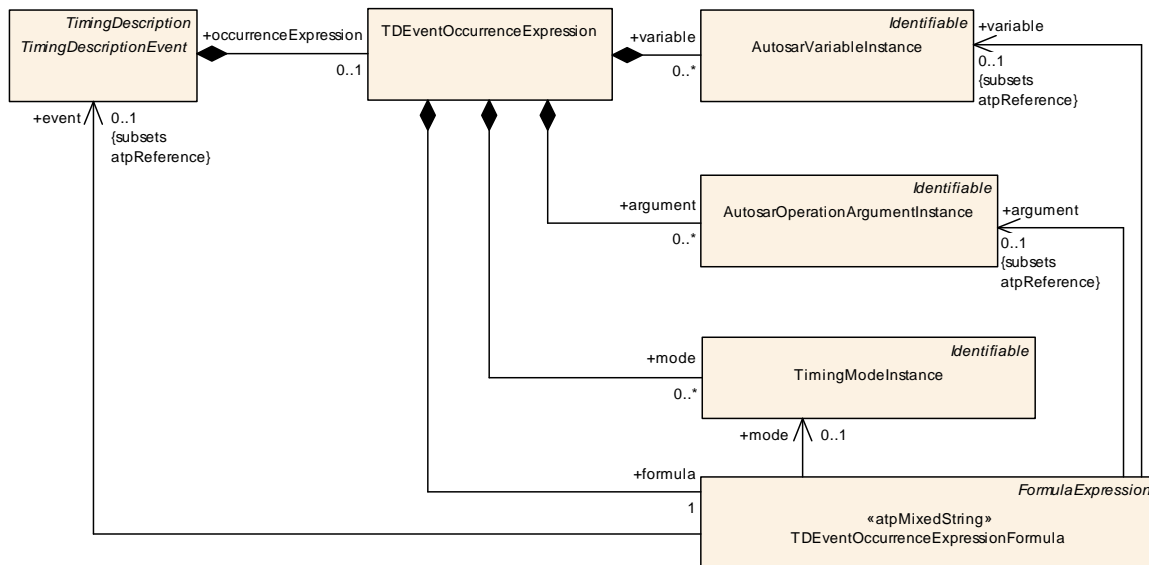 TimingDescription
TimingDescriptionEvent
+occurrenceExpression
0..1
TDEventOccurrenceExpression
+variable
0..*
Identifiable
AutosarVariableInstance
+variable
0..1
{subsets
atpReference}
+event
0..1
{subsets
atpReference}
+argument
0..*
Identifiable
AutosarOperationArgumentInstance
+argument
0..1
{subsets
atpReference}
+mode
0..*
Identifiable
TimingModeInstance
+mode
0..1
+formula
1
FormulaExpression
«atpMixedString»
TDEventOccurrenceExpressionFormula